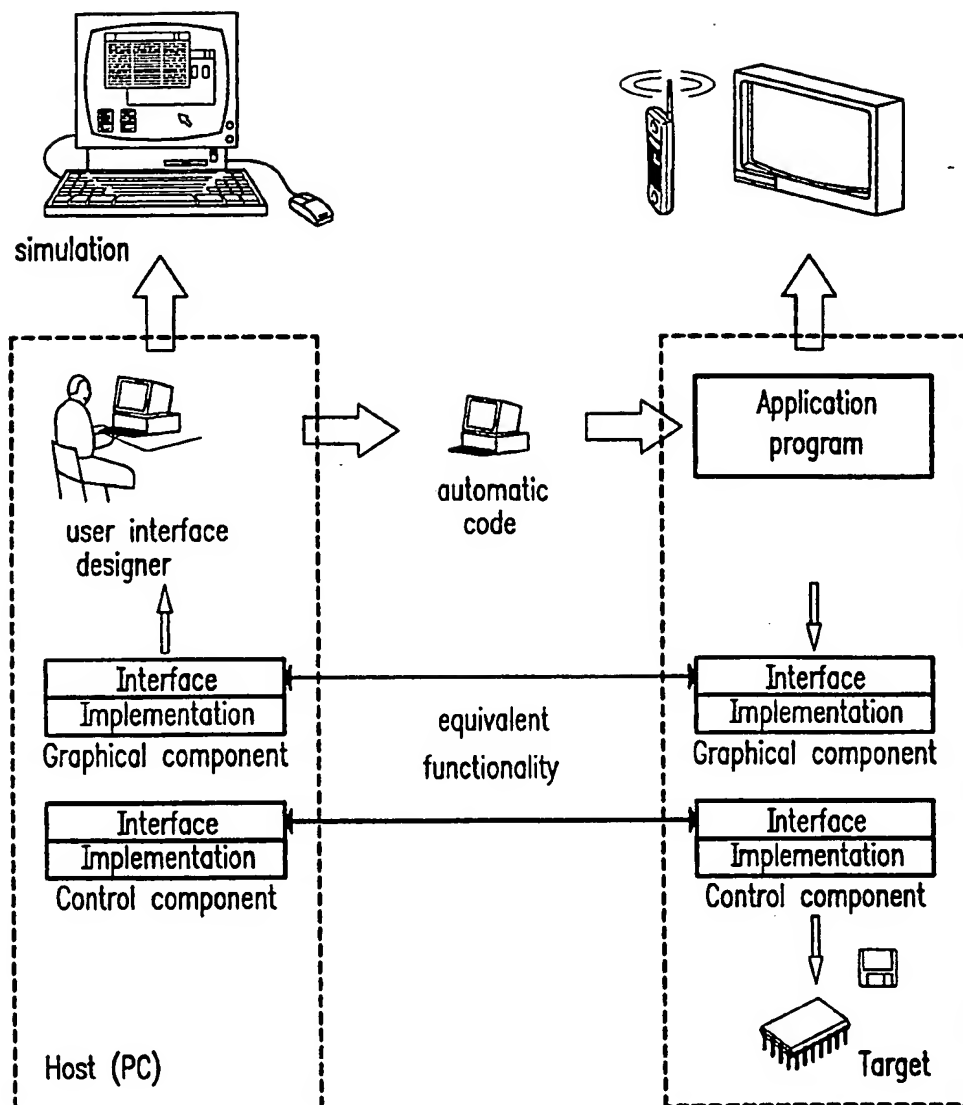 simulation
user interface
designer
automatic
code
Application
program
Interface
Implementation
Graphical component
equivalent
functionality
Interface
Implementation
Graphical component
Interface
Implementation
Control component
Interface
Implementation
Control component
Host (PC)
Target